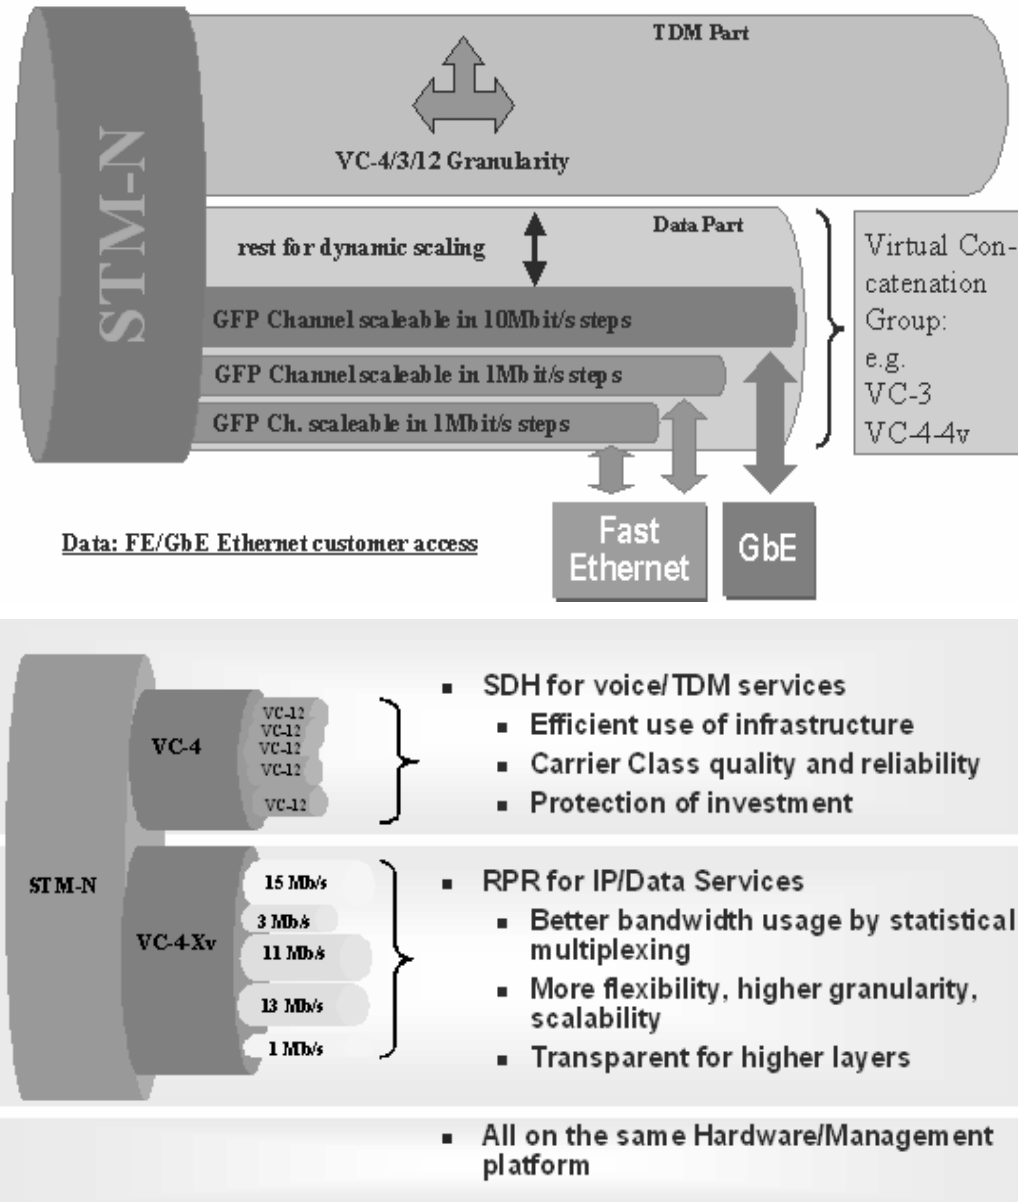 TDM Part
STM-N
VC-4/3/12 Granularity
Data Part
rest for dynamic scaling
GFP Channel scaleable in 10Mbit/s steps
GFP Channel scaleable in 1Mbit/s steps
GFP Ch. scaleable in 1Mbit/s steps
Virtual Con-
catenation
Group:
e.g.
VC-3
VC-4-4v
Data: FE/GbE Ethernet customer access
Fast
Ethernet
GbE
STM-N
VC-4
VC-12
VC-12
VC-12
VC-12
VC-12
▪ SDH for voice/TDM services
▪ Efficient use of infrastructure
▪ Carrier Class quality and reliability
▪ Protection of investment
VC-4-Xv
15 Mb/s
3 Mb/s
11 Mb/s
13 Mb/s
1 Mb/s
▪ RPR for IP/Data Services
▪ Better bandwidth usage by statistical
multiplexing
▪ More flexibility, higher granularity,
scalability
▪ Transparent for higher layers
▪ All on the same Hardware/Management
platform